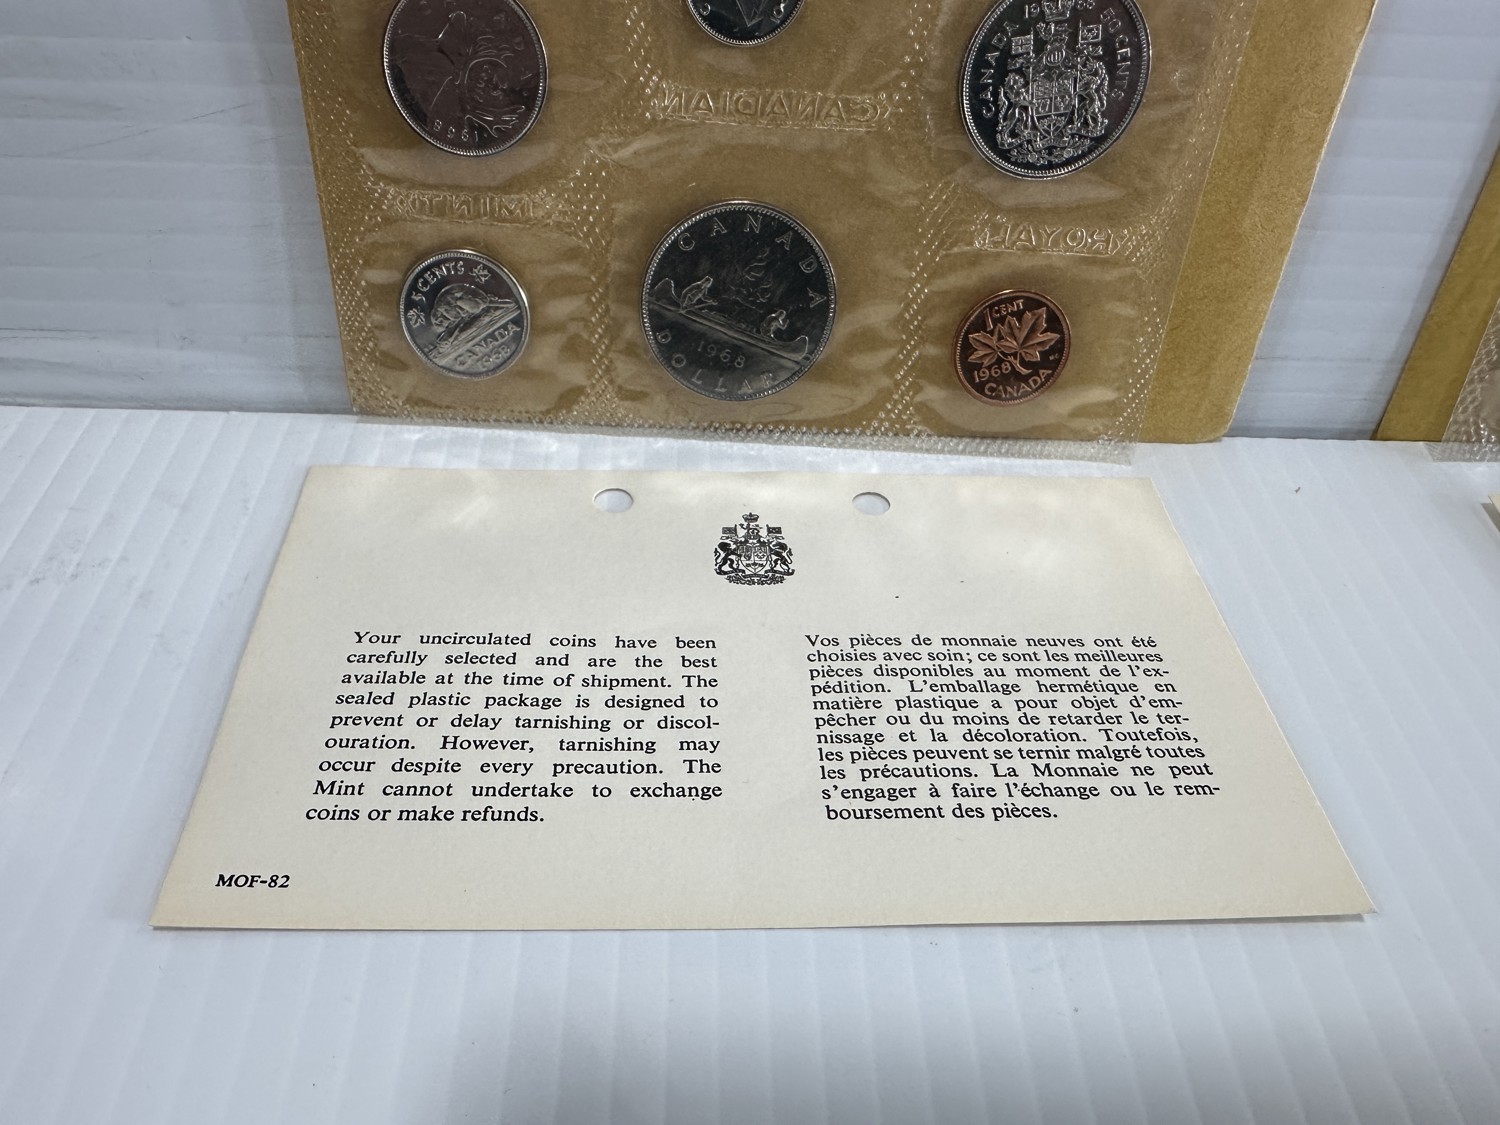 1968
CANADIAN
CANADA
1968
FIFTY CENTS
MINT
ROYAL
5 CENTS
CANADA
1968
CANADA
1968
DOLLAR
1 CENT
1968
CANADA
Your uncirculated coins have been
carefully selected and are the best
available at the time of shipment. The
sealed plastic package is designed to
prevent or delay tarnishing or discol-
ouration. However, tarnishing may
occur despite every precaution. The
Mint cannot undertake to exchange
coins or make refunds.
MOF-82
Vos pièces de monnaie neuves ont été
choisies avec soin; ce sont les meilleures
pièces disponibles au moment de l'ex-
pédition. L'emballage hermétique en
matière plastique a pour objet d'em-
pêcher ou du moins de retarder le ter-
nissage et la décoloration. Toutefois,
les pièces peuvent se ternir malgré toutes
les précautions. La Monnaie ne peut
s'engager à faire l'échange ou le rem-
boursement des pièces.